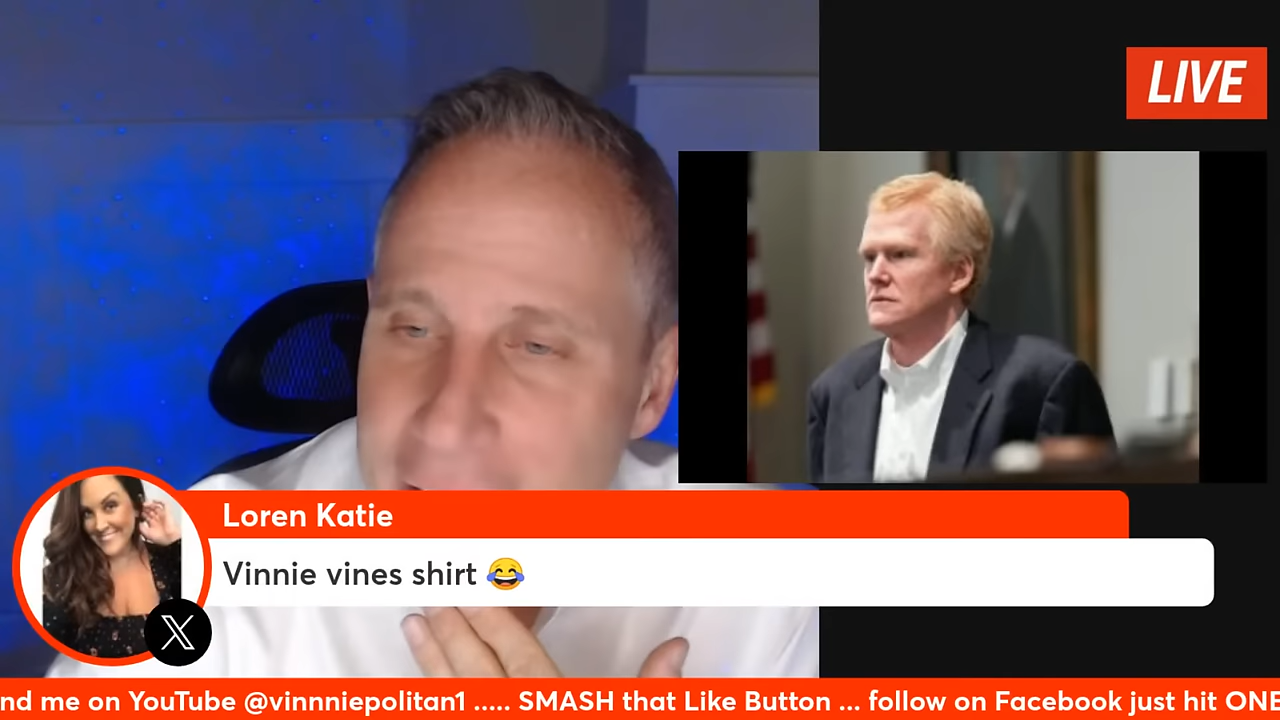 LIVE
Loren Katie
Vinnie vines shirt 😂
nd me on YouTube @vinnniepolitan1 ..... SMASH that Like Button ... follow on Facebook just hit ONE